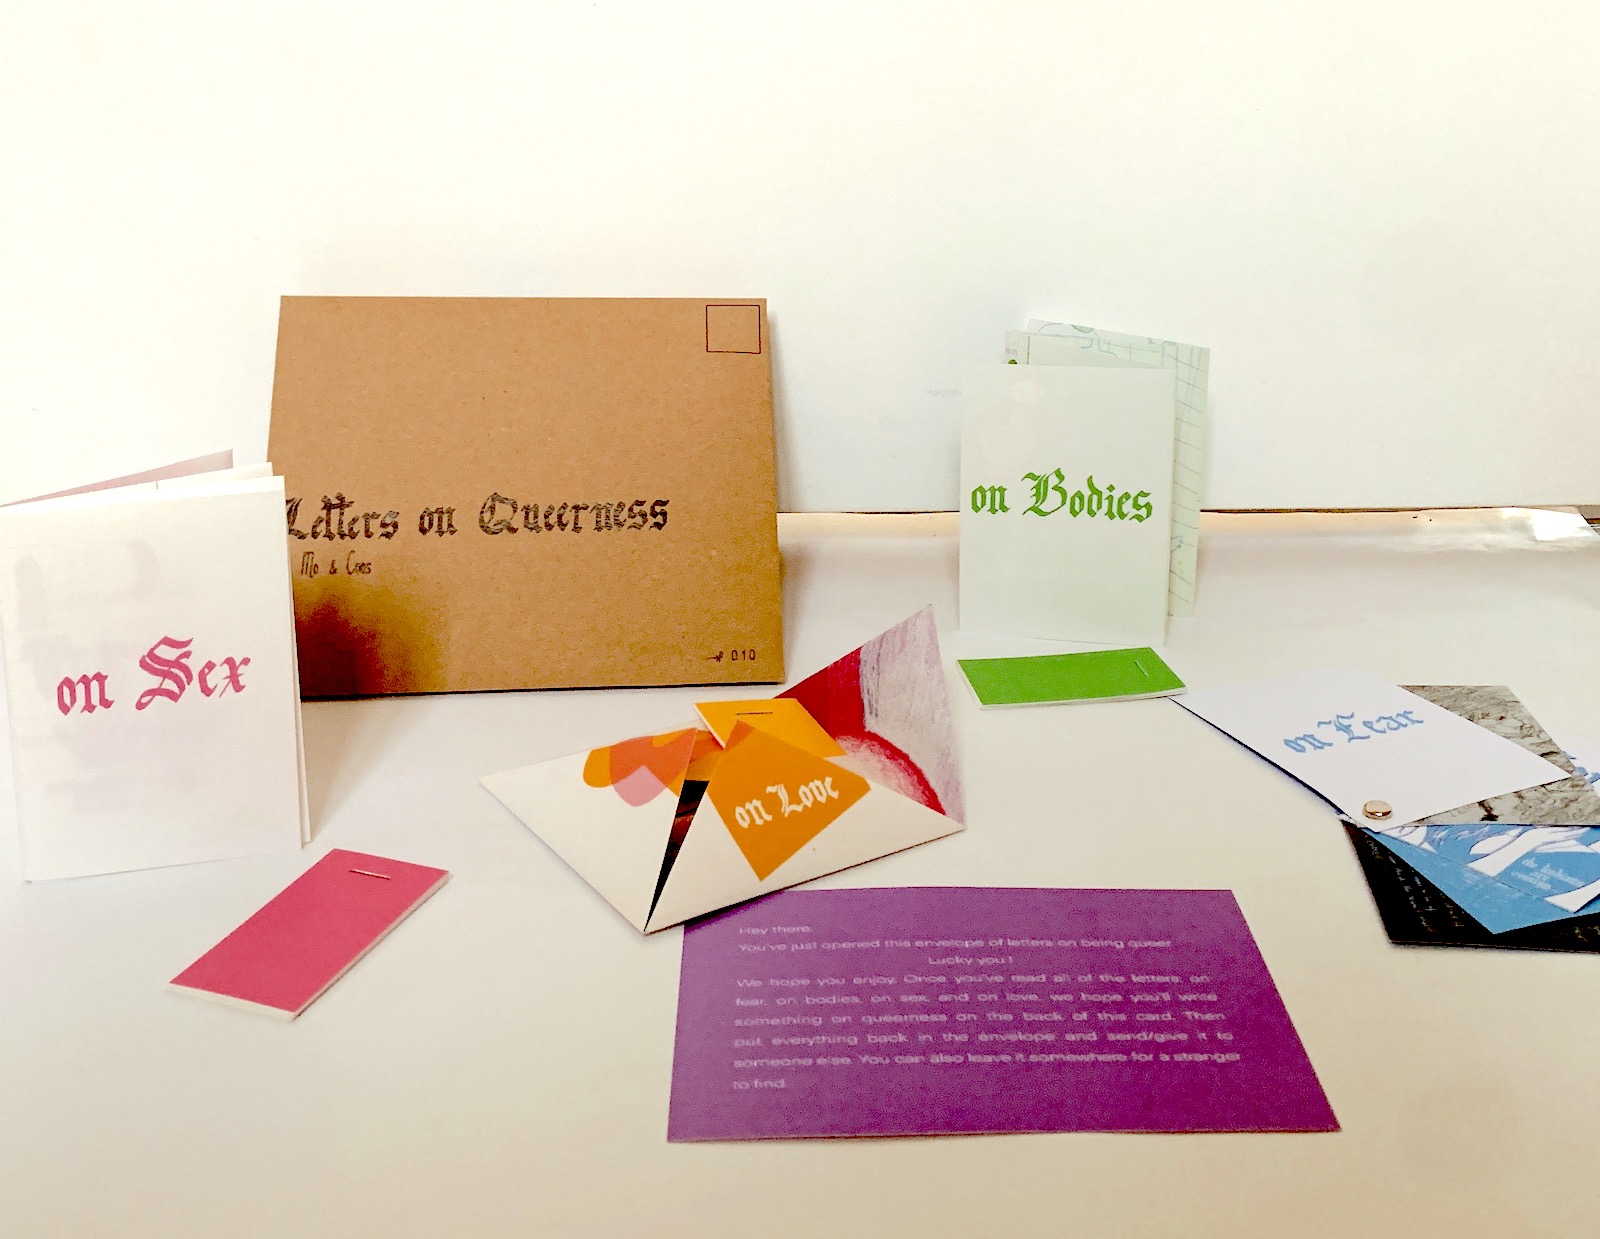 Letters on Queerness
Mo & Coos
010
on Sex
on Love
on Bodies
on Fear
the
Hey there.
You've just opened this envelope of letters on being queer.
Lucky you!
We hope you enjoy. Once you've read all of the letters on
fear, on bodies, on sex, and on love, we hope you'll write
something on queerness on the back of this card. Then
put everything back in the envelope and send/give it to
someone else. You can also leave it somewhere for a stranger
to find.